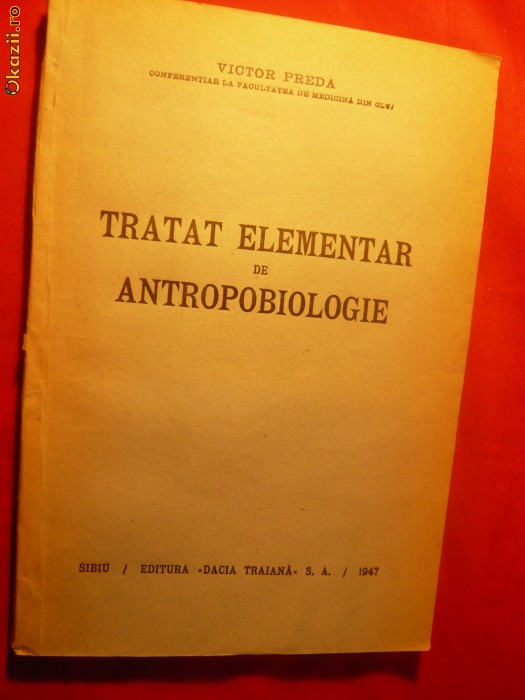 Okazii.ro
VICTOR PREDA
CONFERENȚIAR LA FACULTATEA DE MEDICINĂ DIN CLUJ
TRATAT ELEMENTAR
DE
ANTROPOBIOLOGIE
SIBIU / EDITURA »DACIA TRAIANĂ« S. A. / 1947